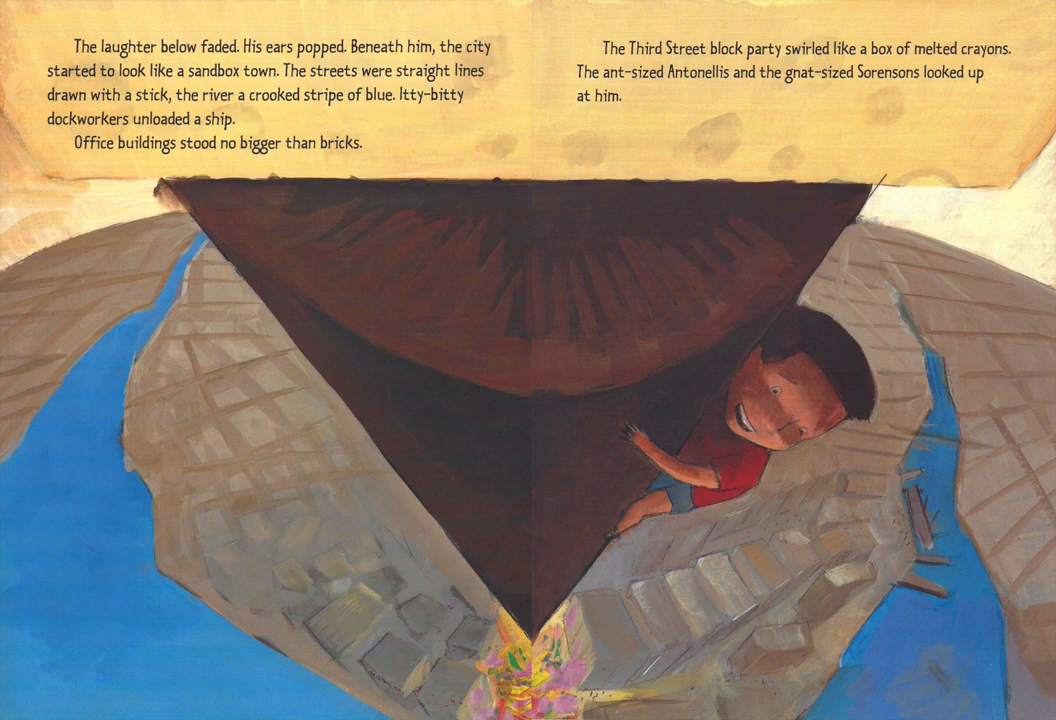 The laughter below faded. His ears popped. Beneath him, the city
started to look like a sandbox town. The streets were straight lines
drawn with a stick, the river a crooked stripe of blue. Itty-bitty
dockworkers unloaded a ship.
Office buildings stood no bigger than bricks.
The Third Street block party swirled like a box of melted crayons.
The ant-sized Antonellis and the gnat-sized Sorensons looked up
at him.